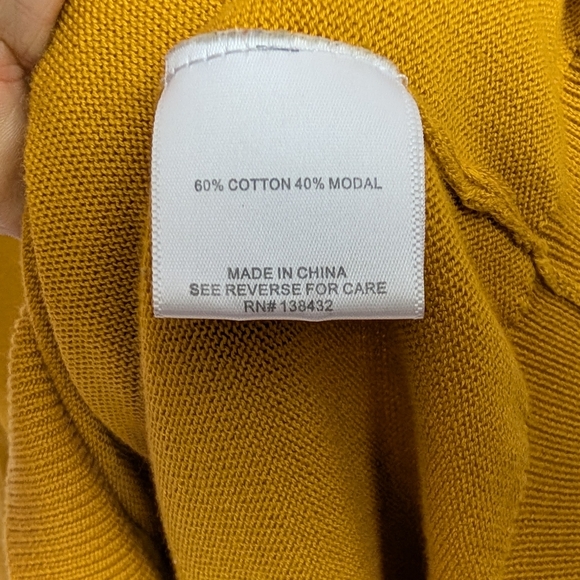 60% COTTON 40% MODAL
MADE IN CHINA
SEE REVERSE FOR CARE
RN# 138432